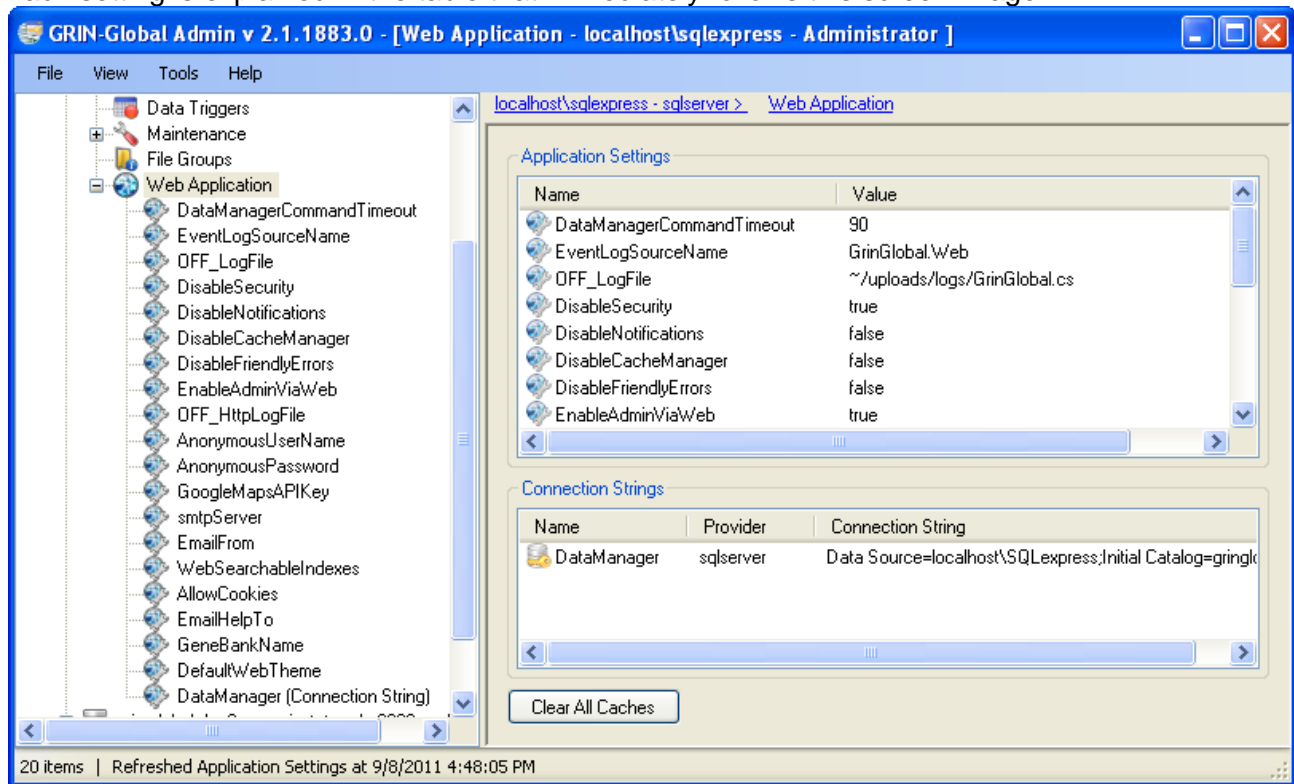 GRIN-Global Admin v 2.1.1883.0 - [Web Application - localhost\sqlexpress - Administrator ]
File View Tools Help
Data Triggers
Maintenance
File Groups
Web Application
DataManagerCommandTimeout
EventLogSourceName
OFF_LogFile
DisableSecurity
DisableNotifications
DisableCacheManager
DisableFriendlyErrors
EnableAdminViaWeb
OFF_HttpLogFile
AnonymousUserName
AnonymousPassword
GoogleMapsAPIKey
smtpServer
EmailFrom
WebSearchableIndexes
AllowCookies
EmailHelpTo
GeneBankName
DefaultWebTheme
DataManager (Connection String)
localhost\sqlexpress - sqlserver > Web Application
Application Settings
Name Value
DataManagerCommandTimeout 90
EventLogSourceName GrinGlobal.Web
OFF_LogFile ~/uploads/logs/GrinGlobal.cs
DisableSecurity true
DisableNotifications false
DisableCacheManager false
DisableFriendlyErrors false
EnableAdminViaWeb true
Connection Strings
Name Provider Connection String
DataManager sqlserver Data Source=localhost\SQLexpress;Initial Catalog=gringl
Clear All Caches
20 items | Refreshed Application Settings at 9/8/2011 4:48:05 PM